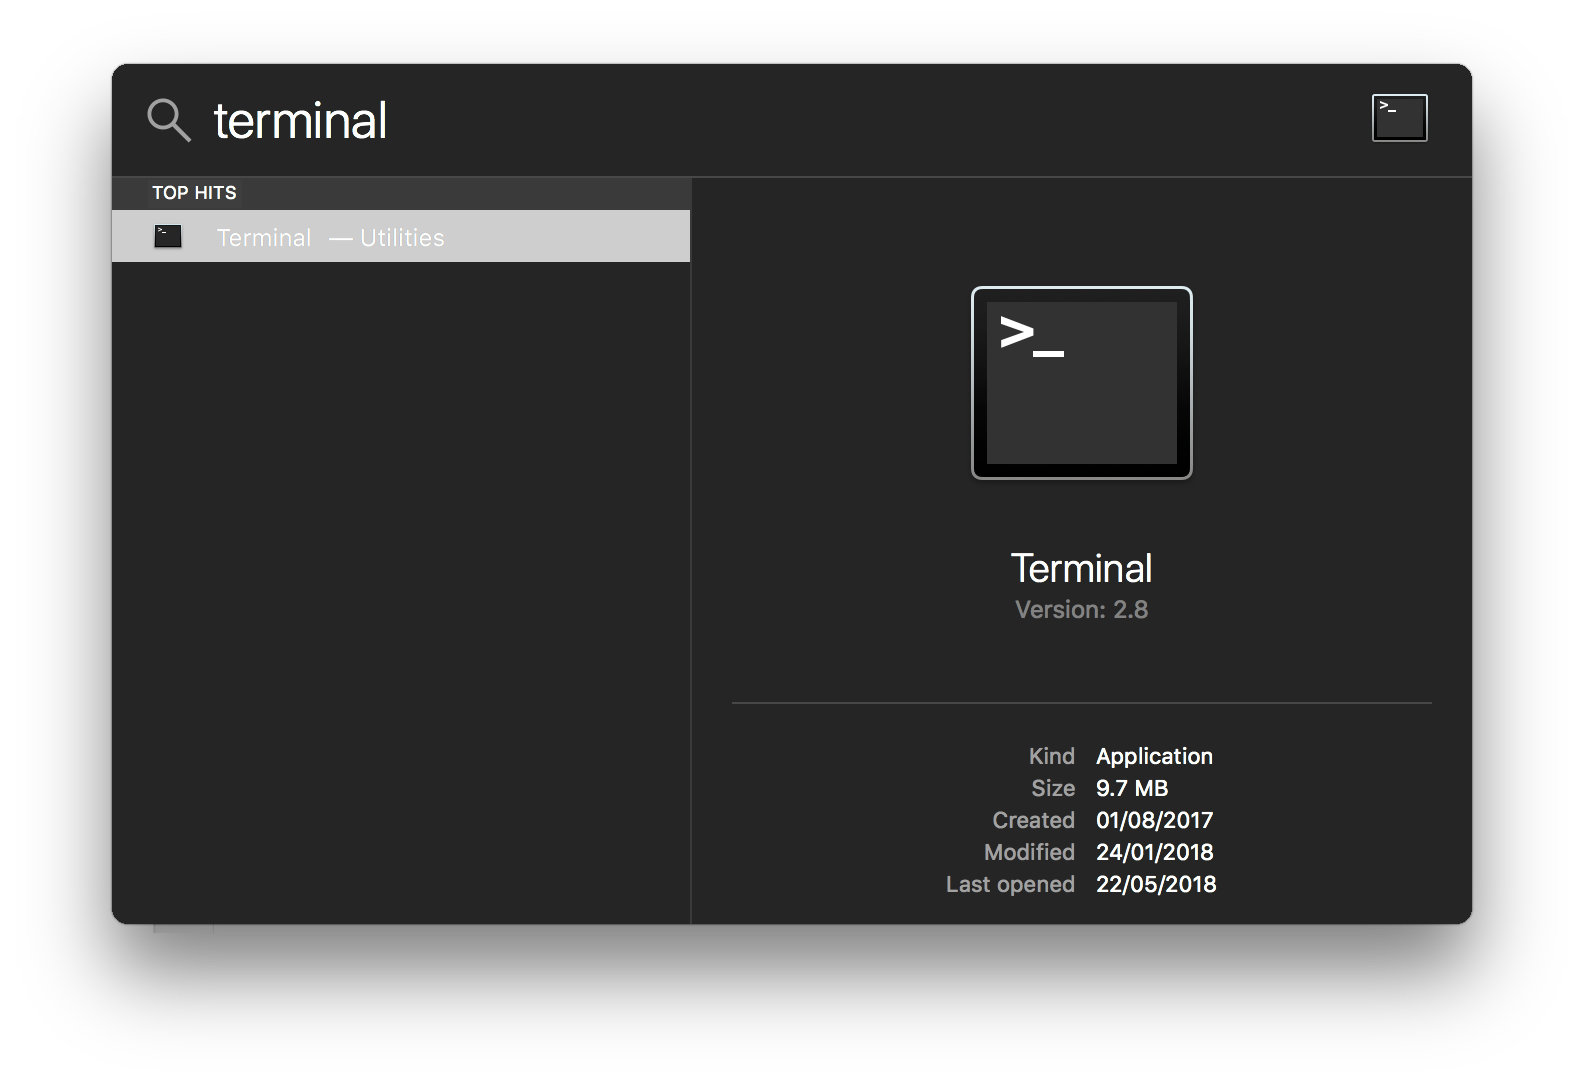 terminal
>_
TOP HITS
>_ Terminal — Utilities
>_
Terminal
Version: 2.8
Kind Application
Size 9.7 MB
Created 01/08/2017
Modified 24/01/2018
Last opened 22/05/2018